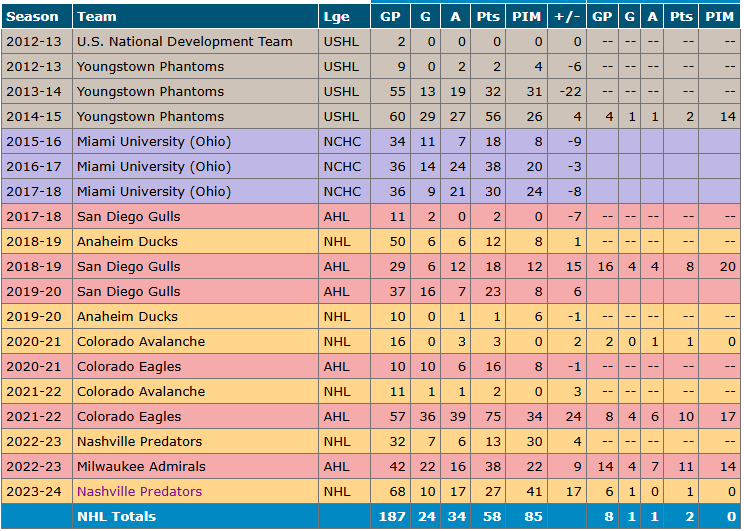 Season Team Lge GP G A Pts PIM +/- GP G A Pts PIM
2012-13 U.S. National Development Team USHL 2 0 0 0 0 0 -- -- -- -- --
2012-13 Youngstown Phantoms USHL 9 0 2 2 4 -6 -- -- -- -- --
2013-14 Youngstown Phantoms USHL 55 13 19 32 31 -22 -- -- -- -- --
2014-15 Youngstown Phantoms USHL 60 29 27 56 26 4 4 1 1 2 14
2015-16 Miami University (Ohio) NCHC 34 11 7 18 8 -9
2016-17 Miami University (Ohio) NCHC 36 14 24 38 20 -3
2017-18 Miami University (Ohio) NCHC 36 9 21 30 24 -8
2017-18 San Diego Gulls AHL 11 2 0 2 0 -7 -- -- -- -- --
2018-19 Anaheim Ducks NHL 50 6 6 12 8 1 -- -- -- -- --
2018-19 San Diego Gulls AHL 29 6 12 18 12 15 16 4 4 8 20
2019-20 San Diego Gulls AHL 37 16 7 23 8 6
2019-20 Anaheim Ducks NHL 10 0 1 1 6 -1 -- -- -- -- --
2020-21 Colorado Avalanche NHL 16 0 3 3 0 2 2 0 1 1 0
2020-21 Colorado Eagles AHL 10 10 6 16 8 -1 -- -- -- -- --
2021-22 Colorado Avalanche NHL 11 1 1 2 0 3 -- -- -- -- --
2021-22 Colorado Eagles AHL 57 36 39 75 34 24 8 4 6 10 17
2022-23 Nashville Predators NHL 32 7 6 13 30 4 -- -- -- -- --
2022-23 Milwaukee Admirals AHL 42 22 16 38 22 9 14 4 7 11 14
2023-24 Nashville Predators NHL 68 10 17 27 41 17 6 1 0 1 0
NHL Totals 187 24 34 58 85 8 1 1 2 0